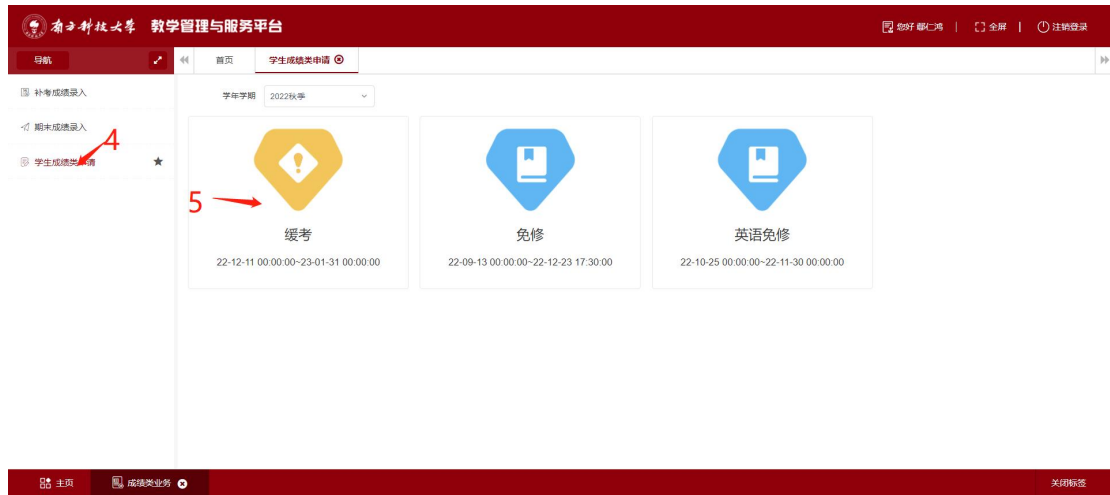 南方科技大学 教学管理与服务平台
您好 郗仁鸿 | 全屏 | 注销登录
导航 首页 学生成绩类申请
补考成绩录入
学年学期 2022秋季
期末成绩录入
4
学生成绩类申请
5
缓考 免修 英语免修
22-12-11 00:00:00~23-01-31 00:00:00 22-09-13 00:00:00~22-12-23 17:30:00 22-10-25 00:00:00~22-11-30 00:00:00
主页 成绩类业务 关闭标签